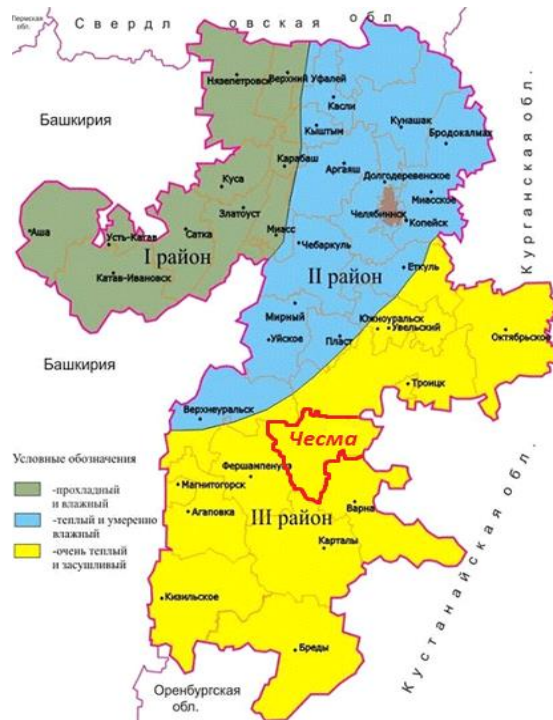 Пермская
обл.
Свердловская обл.
Нязепетровск
Верхний Уфалей
Касли
Башкирия
Кыштым
Кунашак
Бродокалмак
Карабаш
Аргаяш
Долгодеревенское
Куса
Миасское
Златоуст
Челябиннск
Копейск
Аша
Усть-Катав
Сатка
Миасс
Чебаркуль
I район
II район
Еткуль
Катав-Ивановск
Курганская обл.
Мирный
Южноуральск
Увельский
Октябрьское
Уйское
Пласт
Башкирия
Троицк
Верхнеуральск
Чесма
Условные обозначения
-прохладный
и влажный
-теплый и умеренно
влажный
-очень теплый
и засушливый
Фершампенуаз
Магнитогорск
Варна
Агаповка
III район
Карталы
Кустанайская обл.
Кизильское
Бреды
Оренбургская
обл.